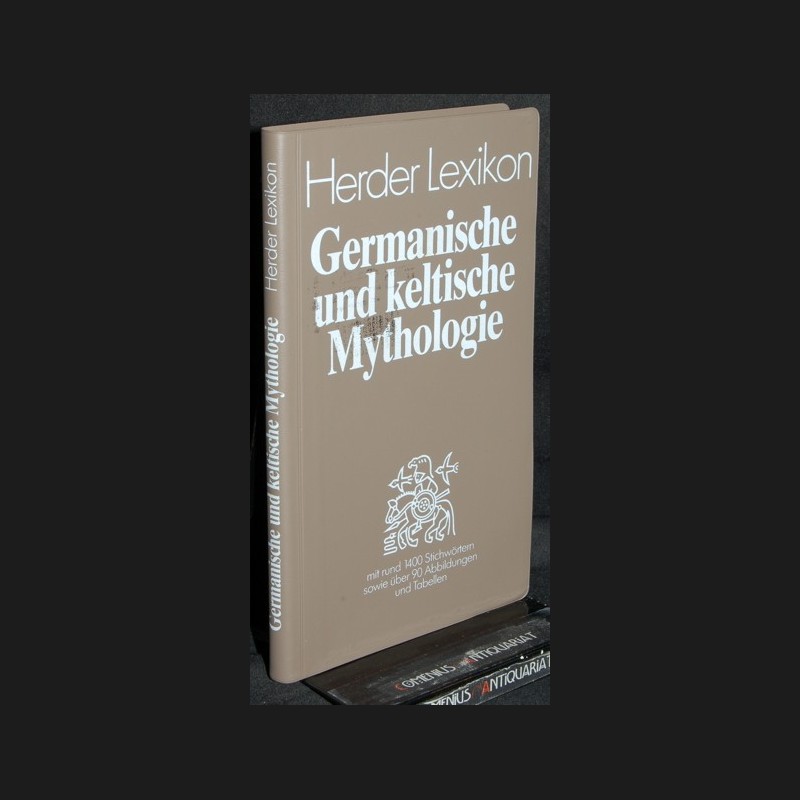 Herder Lexikon
Germanische
und keltische
Mythologie
mit rund 1400 Stichwörtern
sowie über 90 Abbildungen
und Tabellen
Germanische und keltische Mythologie Herder Lexikon
COMENIUS ANTIQUARIAT
MENIUS ANTIQUARIAT